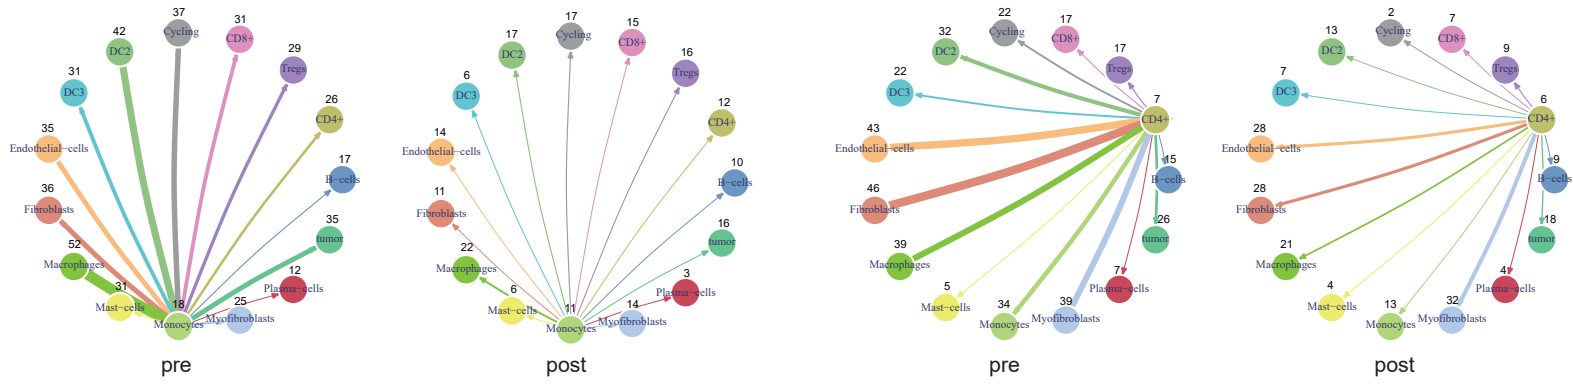 37
Cycling
42
DC2
31
CD8+
29
Tregs
31
DC3
26
CD4+
35
Endothelial-cells
17
B-cells
36
Fibroblasts
35
tumor
52
Macrophages
12
Plasma-cells
31
Mast-cells
18
Monocytes
25
Myofibroblasts
pre
17
Cycling
17
DC2
15
CD8+
16
Tregs
6
DC3
12
CD4+
14
Endothelial-cells
10
B-cells
11
Fibroblasts
16
tumor
22
Macrophages
3
Plasma-cells
6
Mast-cells
11
Monocytes
14
Myofibroblasts
post
22
Cycling
32
DC2
17
CD8+
17
Tregs
22
DC3
7
CD4+
43
Endothelial-cells
15
B-cells
46
Fibroblasts
26
tumor
39
Macrophages
7
Plasma-cells
5
Mast-cells
34
Monocytes
39
Myofibroblasts
pre
2
Cycling
13
DC2
7
CD8+
9
Tregs
7
DC3
6
CD4+
28
Endothelial-cells
9
B-cells
28
Fibroblasts
18
tumor
21
Macrophages
4
Plasma-cells
4
Mast-cells
13
Monocytes
32
Myofibroblasts
post